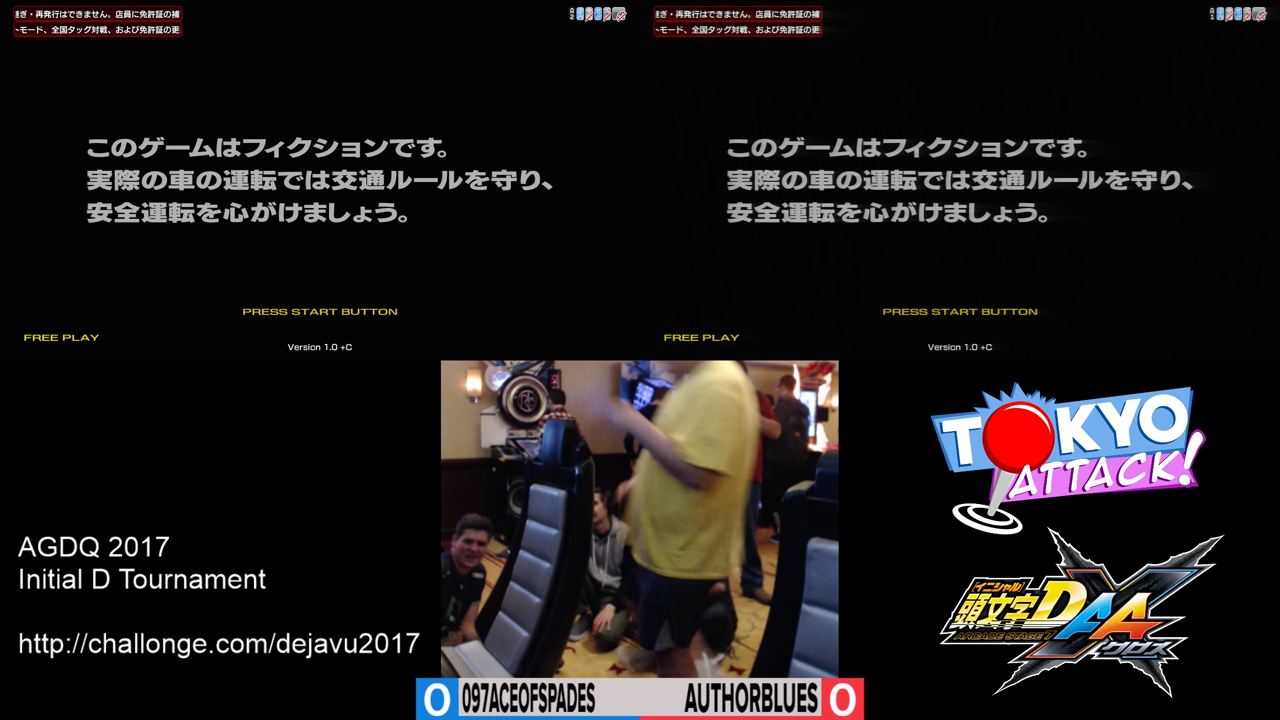 ぎ・再発行はできません。店員に免許証の補
モード、全国タッグ対戦、および免許証の更
ぎ・再発行はできません。店員に免許証の補
モード、全国タッグ対戦、および免許証の更
このゲームはフィクションです。
実際の車の運転では交通ルールを守り、
安全運転を心がけましょう。
PRESS START BUTTON
FREE PLAY
Version 1.0 +C
このゲームはフィクションです。
実際の車の運転では交通ルールを守り、
安全運転を心がけましょう。
PRESS START BUTTON
FREE PLAY
Version 1.0 +C
AGDQ 2017
Initial D Tournament
http://challonge.com/dejavu2017
TOKYO
ATTACK!
[イニシャル]
頭文字D AA
ARCADE STAGE 7
クロス
0 097ACEOFSPADES
AUTHORBLUES 0